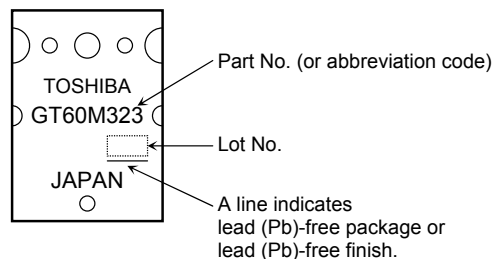 TOSHIBA
GT60M323
JAPAN
Part No. (or abbreviation code)
Lot No.
A line indicates
lead (Pb)-free package or
lead (Pb)-free finish.